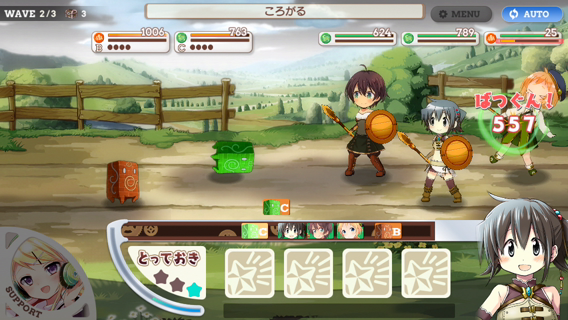 WAVE 2/3 3
ころがる
MENU
AUTO
1006
B
763
C
624
789
25
ばつぐん!
557
C
C
B
とっておき
SUPPORT